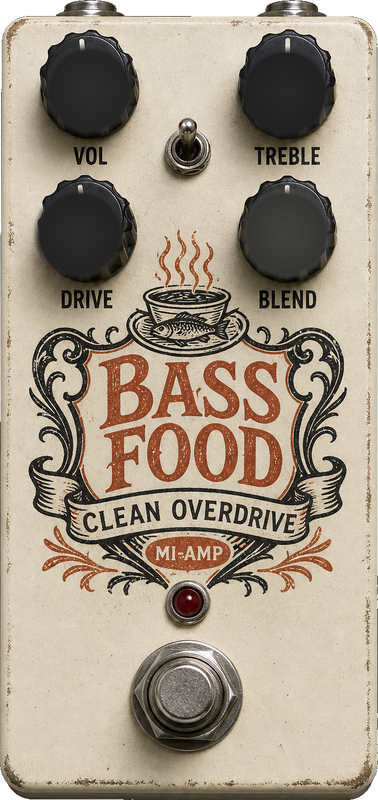 VOL
TREBLE
DRIVE
BLEND
BASS
FOOD
CLEAN OVERDRIVE
MI-AMP